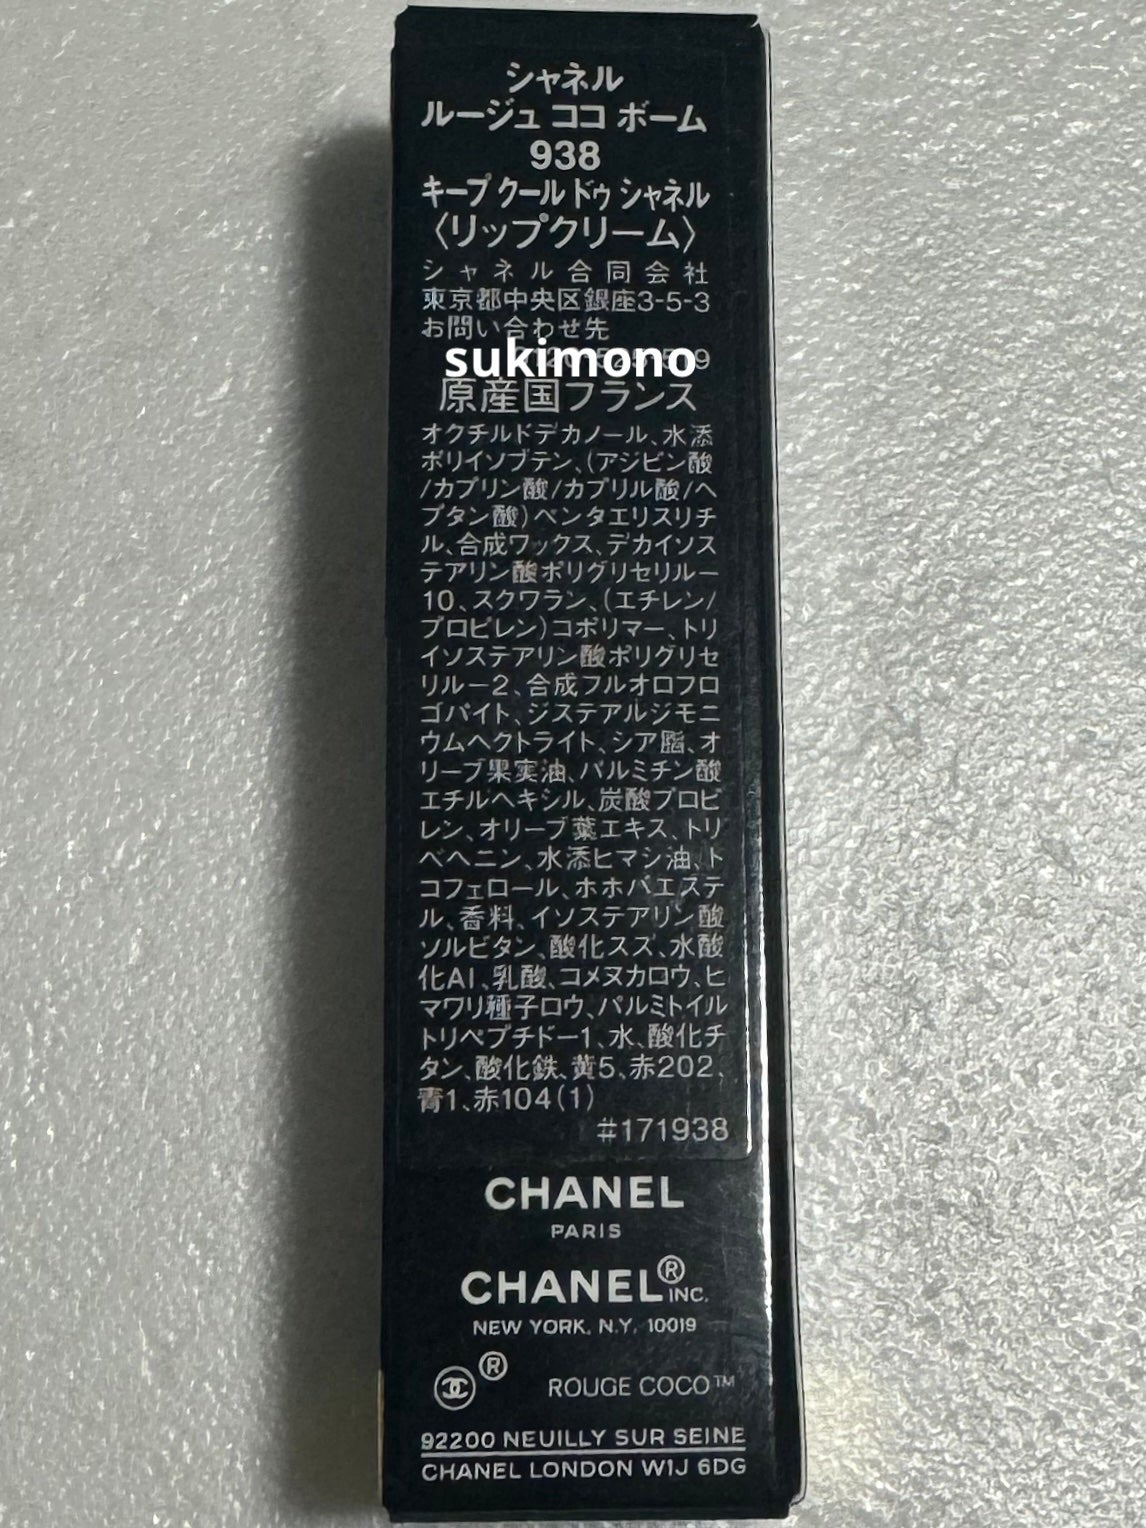 シャネル
ルージュ ココ ボーム
938
キープ クール ドゥ シャネル
〈リップクリーム〉
シャネル合同会社
東京都中央区銀座3-5-3
お問い合わせ先
sukimono
原産国フランス
オクチルドデカノール、水添
ポリイソブテン、(アジピン酸
/カプリン酸/カプリル酸/ヘ
プタン酸)ペンタエリスリチ
ル、合成ワックス、デカイソス
テアリン酸ポリグリセリルー
10、スクワラン、(エチレン/
プロピレン)コポリマー、トリ
イソステアリン酸ポリグリセ
リルー2、合成フルオロフロ
ゴパイト、ジステアルジモニ
ウムヘクトライト、シア脂、オ
リーブ果実油、パルミチン酸
エチルヘキシル、炭酸プロピ
レン、オリーブ葉エキス、トリ
ベヘニン、水添ヒマシ油、ト
コフェロール、ホホバエステ
ル、香料、イソステアリン酸
ソルビタン、酸化スズ、水酸
化Al、乳酸、コメヌカロウ、ヒ
マワリ種子ロウ、パルミトイル
トリペプチドー1、水、酸化チ
タン、酸化鉄、黄5、赤202、
青1、赤104(1)
#171938
CHANEL
PARIS
CHANEL® INC.
NEW YORK, N.Y. 10019
® ROUGE COCO™
92200 NEUILLY SUR SEINE
CHANEL LONDON W1J 6DG